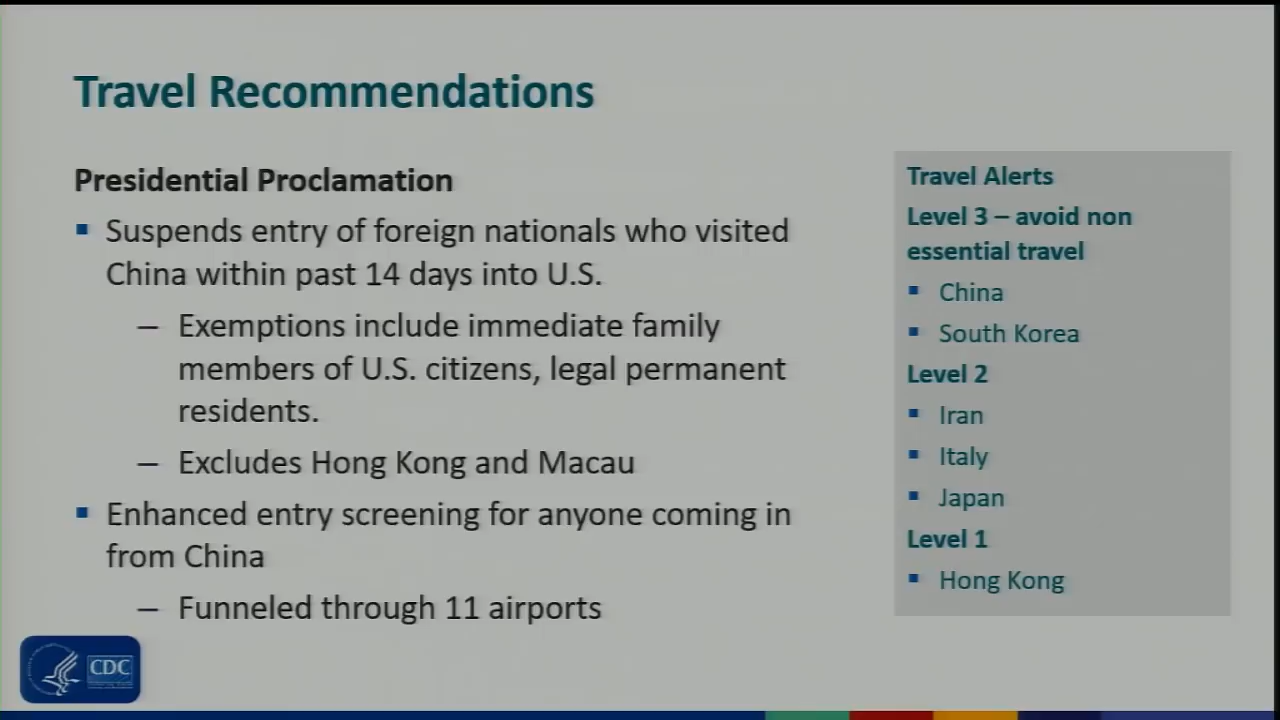 Travel Recommendations
Presidential Proclamation
▪ Suspends entry of foreign nationals who visited
China within past 14 days into U.S.
– Exemptions include immediate family
members of U.S. citizens, legal permanent
residents.
– Excludes Hong Kong and Macau
▪ Enhanced entry screening for anyone coming in
from China
– Funneled through 11 airports
Travel Alerts
Level 3 – avoid non
essential travel
▪ China
▪ South Korea
Level 2
▪ Iran
▪ Italy
▪ Japan
Level 1
▪ Hong Kong
CDC